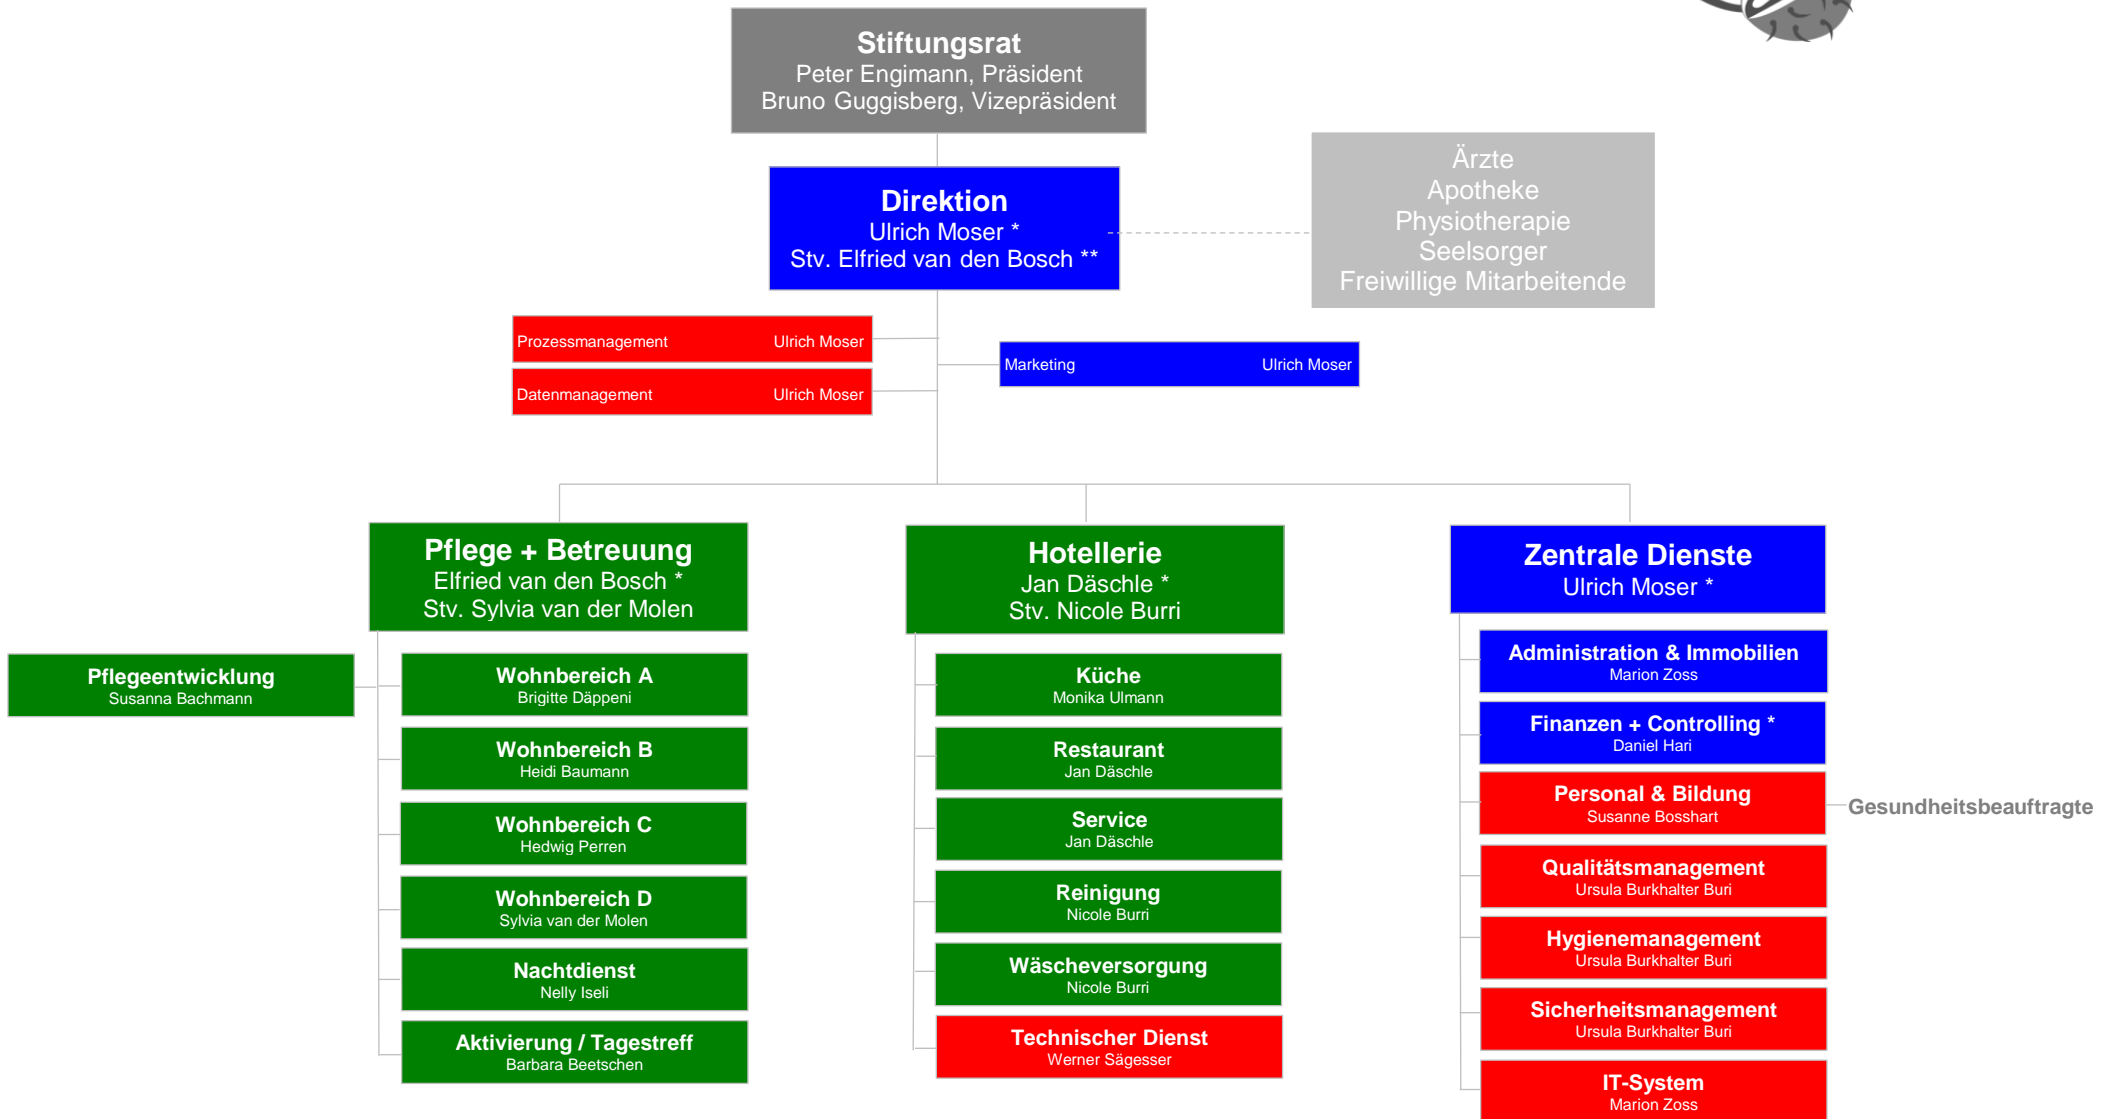 Stiftungsrat
Peter Engimann, Präsident
Bruno Guggisberg, Vizepräsident
Direktion
Ulrich Moser *
Stv. Elfried van den Bosch **
Ärzte
Apotheke
Physiotherapie
Seelsorger
Freiwillige Mitarbeitende
Prozessmanagement Ulrich Moser
Datenmanagement Ulrich Moser
Marketing Ulrich Moser
Pflege + Betreuung
Elfried van den Bosch *
Stv. Sylvia van der Molen
Pflegeentwicklung
Susanna Bachmann
Wohnbereich A
Brigitte Däppeni
Wohnbereich B
Heidi Baumann
Wohnbereich C
Hedwig Perren
Wohnbereich D
Sylvia van der Molen
Nachtdienst
Nelly Iseli
Aktivierung / Tagestreff
Barbara Beetschen
Hotellerie
Jan Däschle *
Stv. Nicole Burri
Küche
Monika Ulmann
Restaurant
Jan Däschle
Service
Jan Däschle
Reinigung
Nicole Burri
Wäscheversorgung
Nicole Burri
Technischer Dienst
Werner Sägesser
Zentrale Dienste
Ulrich Moser *
Administration & Immobilien
Marion Zoss
Finanzen + Controlling *
Daniel Hari
Personal & Bildung
Susanne Bosshart
Gesundheitsbeauftragte
Qualitätsmanagement
Ursula Burkhalter Buri
Hygienemanagement
Ursula Burkhalter Buri
Sicherheitsmanagement
Ursula Burkhalter Buri
IT-System
Marion Zoss